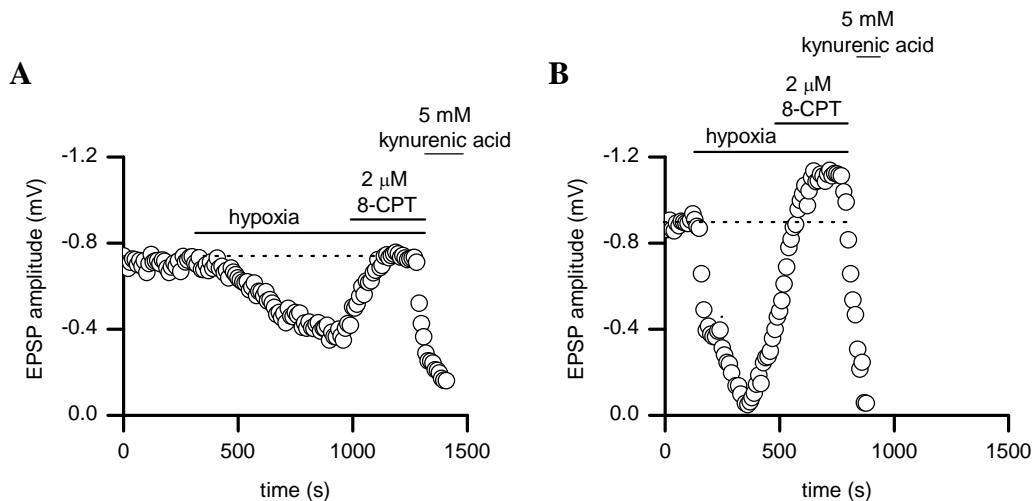 A
5 mM
kynurenic acid
2 μM
8-CPT
hypoxia
-1.2
-0.8
-0.4
0.0
EPSP amplitude (mV)
0
500
1000
1500
time (s)
B
5 mM
kynurenic acid
2 μM
8-CPT
hypoxia
-1.2
-0.8
-0.4
0.0
EPSP amplitude (mV)
0
500
1000
1500
time (s)